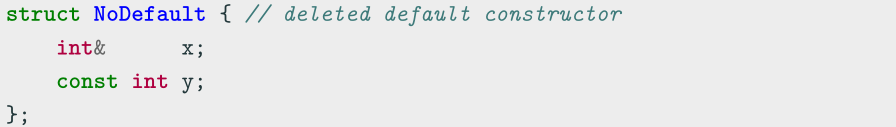 struct NoDefault { // deleted default constructor
    int&      x;
    const int y;
};